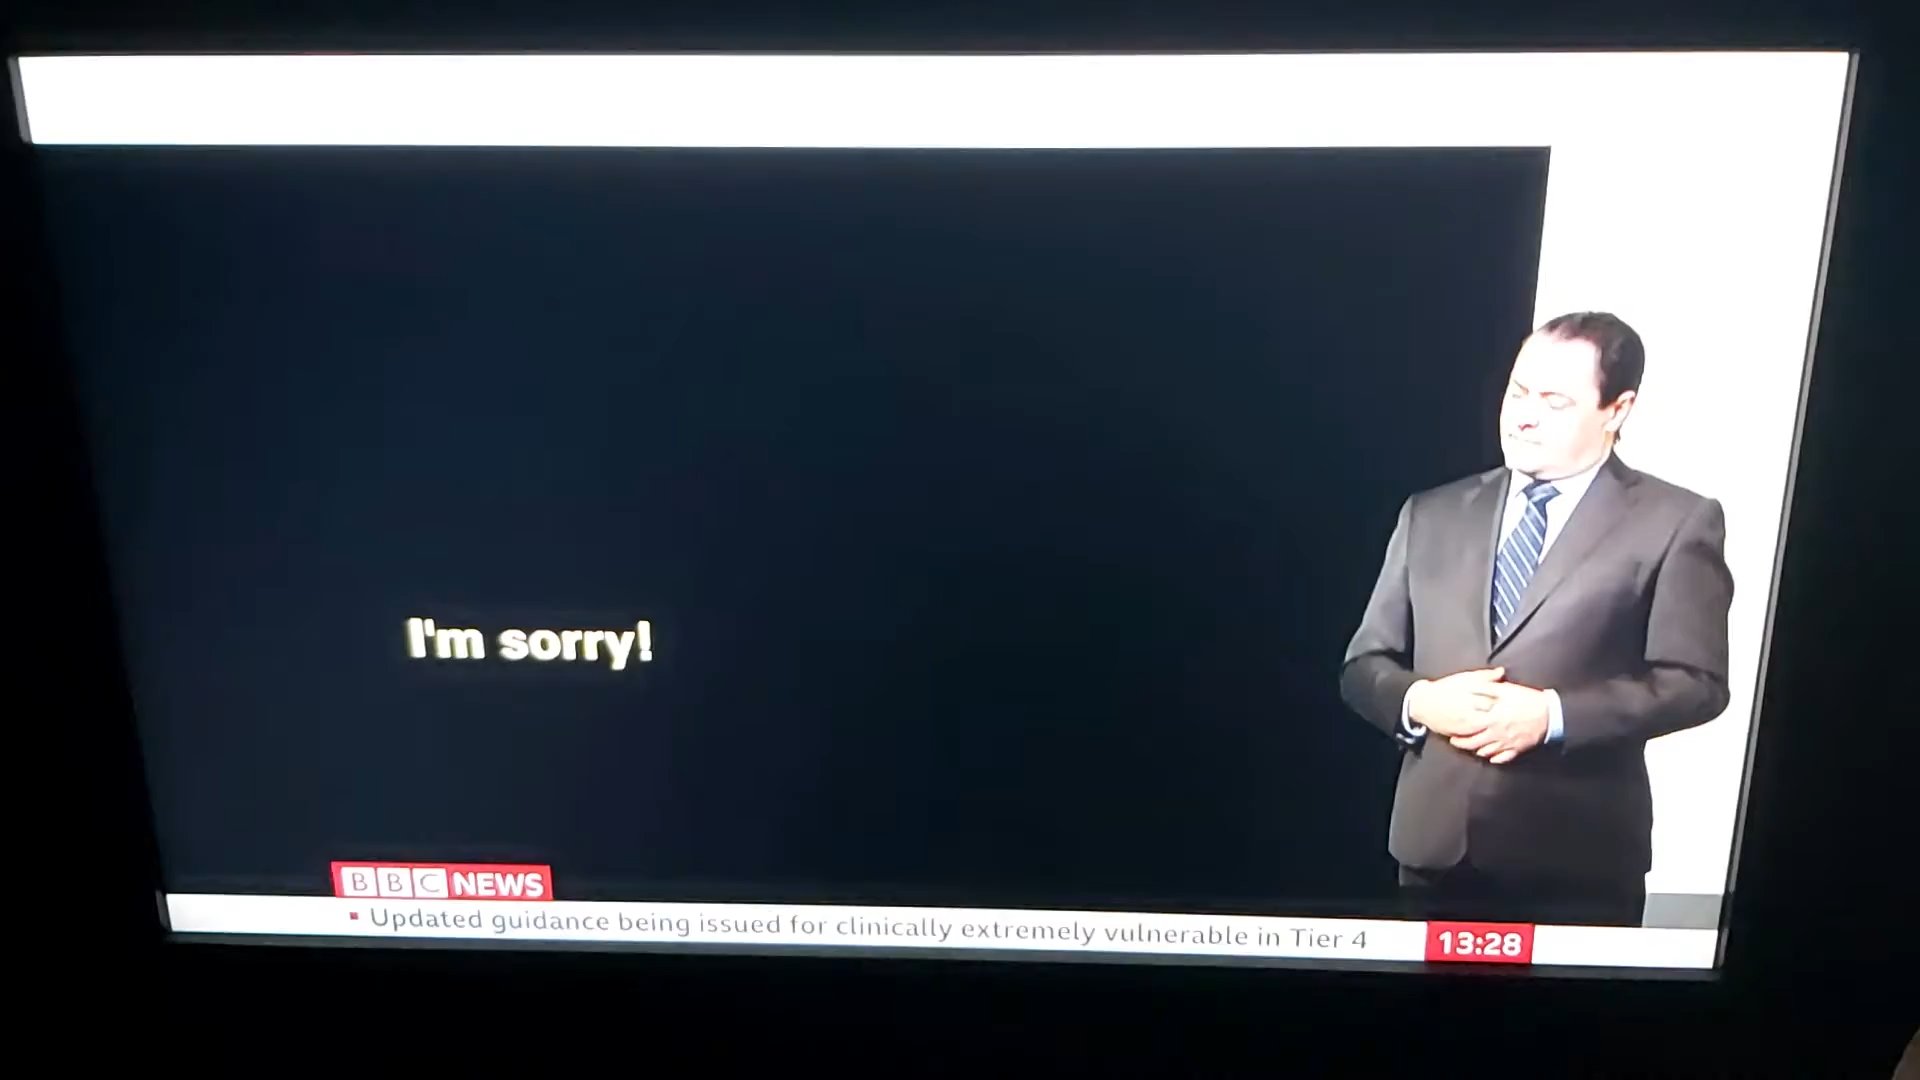 I'm sorry!
BBC NEWS
▪ Updated guidance being issued for clinically extremely vulnerable in Tier 4
13:28